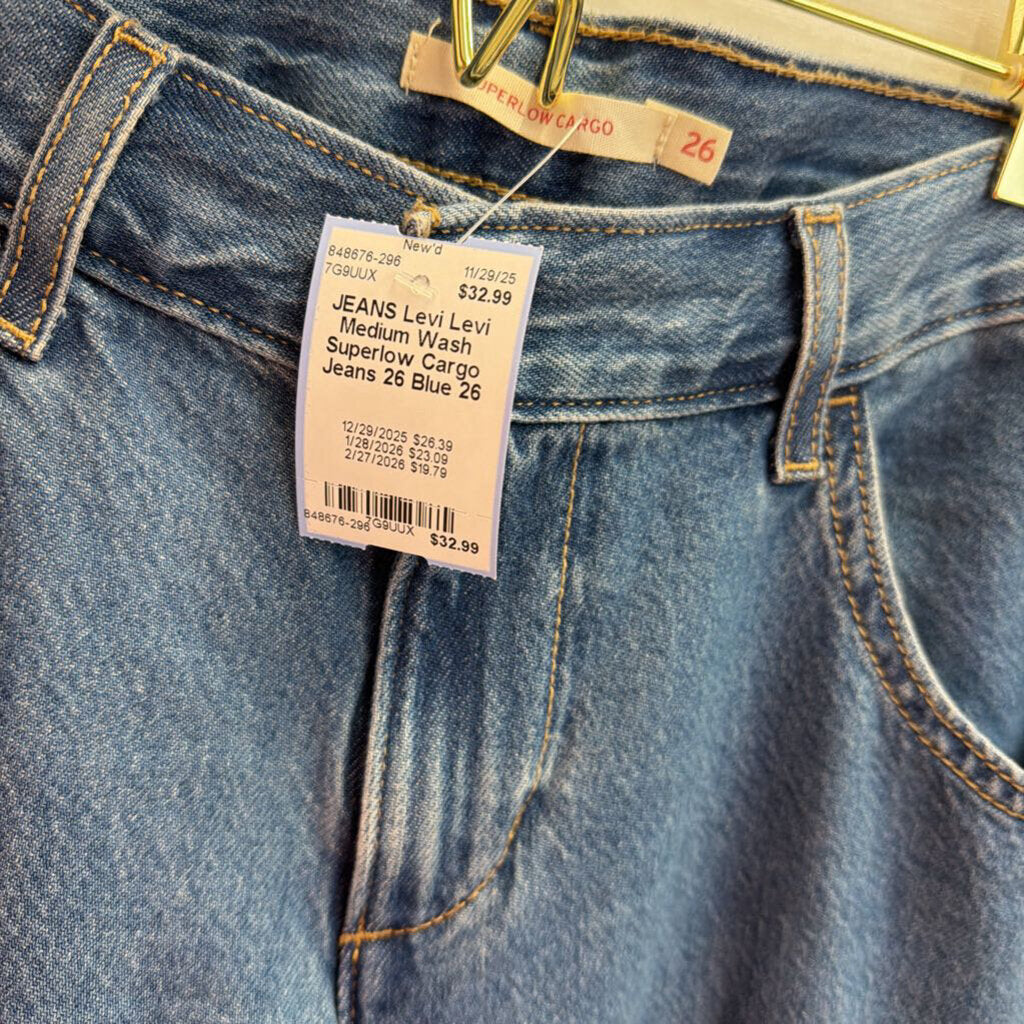 SUPERLOW CARGO
26
New'd
848676-296 11/29/25
7G9UUX $32.99
JEANS Levi Levi
Medium Wash
Superlow Cargo
Jeans 26 Blue 26
12/29/2025 $26.39
1/28/2026 $23.09
2/27/2026 $19.79
848676-296 7G9UUX $32.99